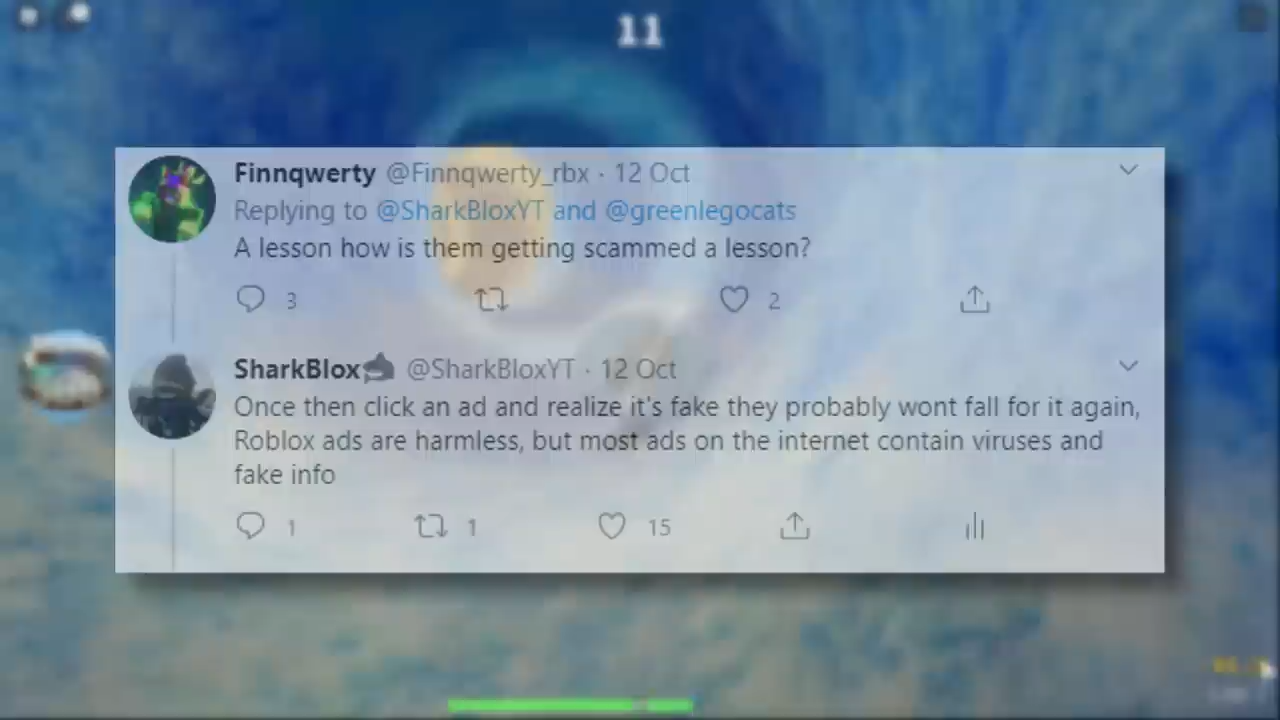 11
Finnqwerty @Finnqwerty_rbx · 12 Oct
Replying to @SharkBloxYT and @greenlegocats
A lesson how is them getting scammed a lesson?
3 2
SharkBlox🦈 @SharkBloxYT · 12 Oct
Once then click an ad and realize it's fake they probably wont fall for it again,
Roblox ads are harmless, but most ads on the internet contain viruses and
fake info
1 1 15